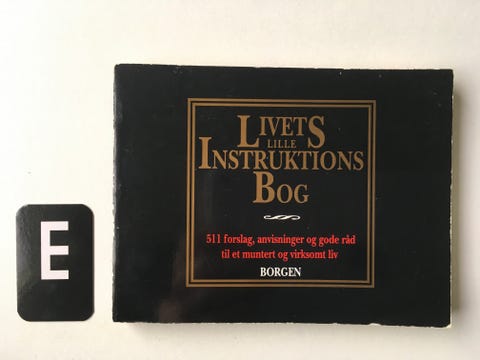 E
LIVETS
LILLE
INSTRUKTIONS
BOG
511 forslag, anvisninger og gode råd
til et muntert og virksomt liv
BORGEN